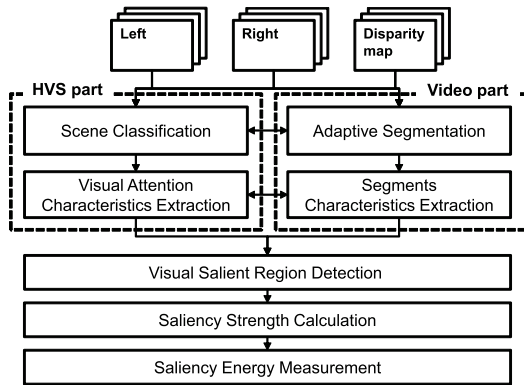 Left
Right
Disparity
map
HVS part
Video part
Scene Classification
Adaptive Segmentation
Visual Attention
Characteristics Extraction
Segments
Characteristics Extraction
Visual Salient Region Detection
Saliency Strength Calculation
Saliency Energy Measurement